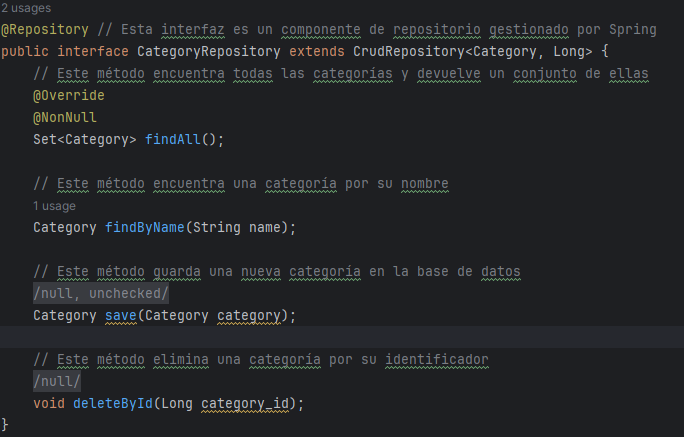 2 usages
@Repository // Esta interfaz es un componente de repositorio gestionado por Spring
public interface CategoryRepository extends CrudRepository<Category, Long> {
// Este método encuentra todas las categorías y devuelve un conjunto de ellas
@Override
@NonNull
Set<Category> findAll();
// Este método encuentra una categoría por su nombre
1 usage
Category findByName(String name);
// Este método guarda una nueva categoría en la base de datos
/null, unchecked/
Category save(Category category);
// Este método elimina una categoría por su identificador
/null/
void deleteById(Long category_id);
}